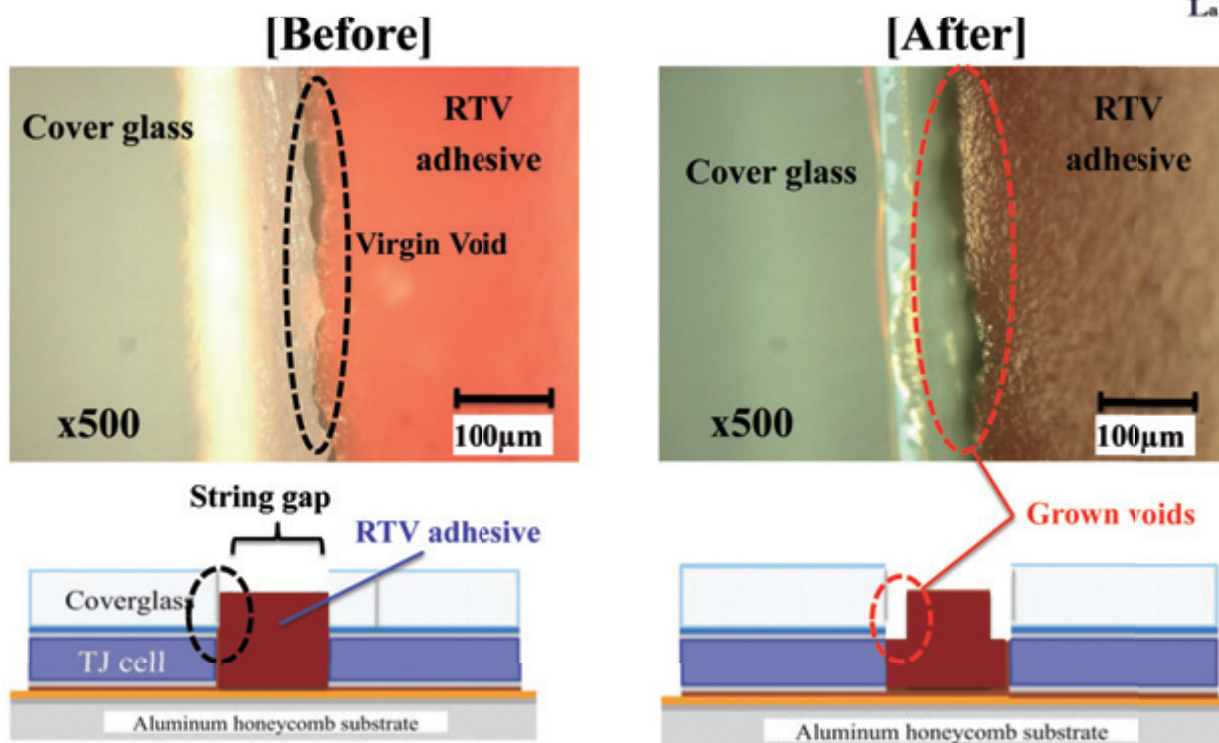 [Before]
[After]
Cover glass
RTV
adhesive
Virgin Void
x500
100μm
Cover glass
RTV
adhesive
x500
100μm
String gap
RTV adhesive
Grown voids
Coverglass
TJ cell
Aluminum honeycomb substrate
Aluminum honeycomb substrate